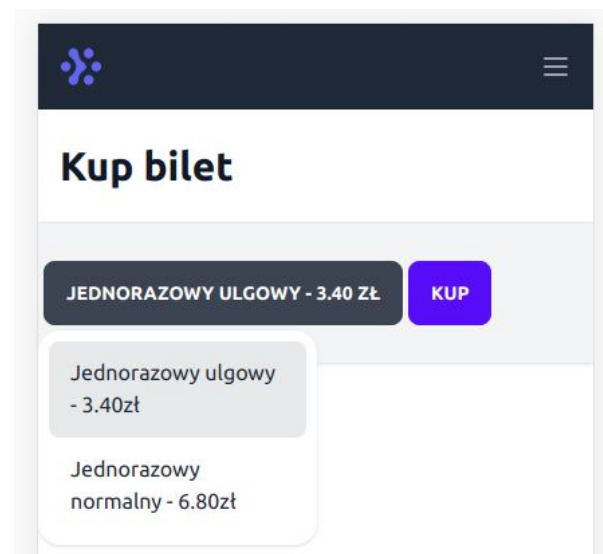 Kup bilet
JEDNORAZOWY ULGOWY - 3.40 ZŁ
KUP
Jednorazowy ulgowy
- 3.40zł
Jednorazowy
normalny - 6.80zł